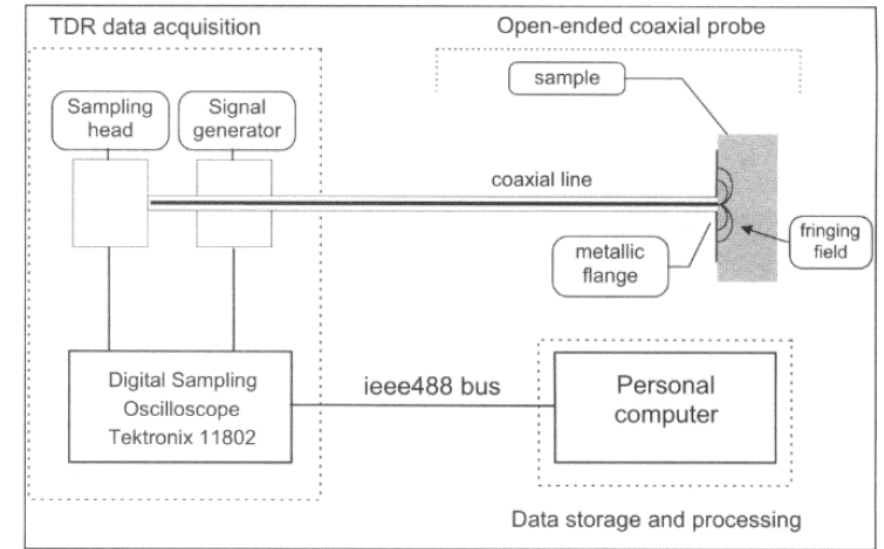 TDR data acquisition
Open-ended coaxial probe
sample
Sampling
head
Signal
generator
coaxial line
fringing
field
metallic
flange
Digital Sampling
Oscilloscope
Tektronix 11802
ieee488 bus
Personal
computer
Data storage and processing